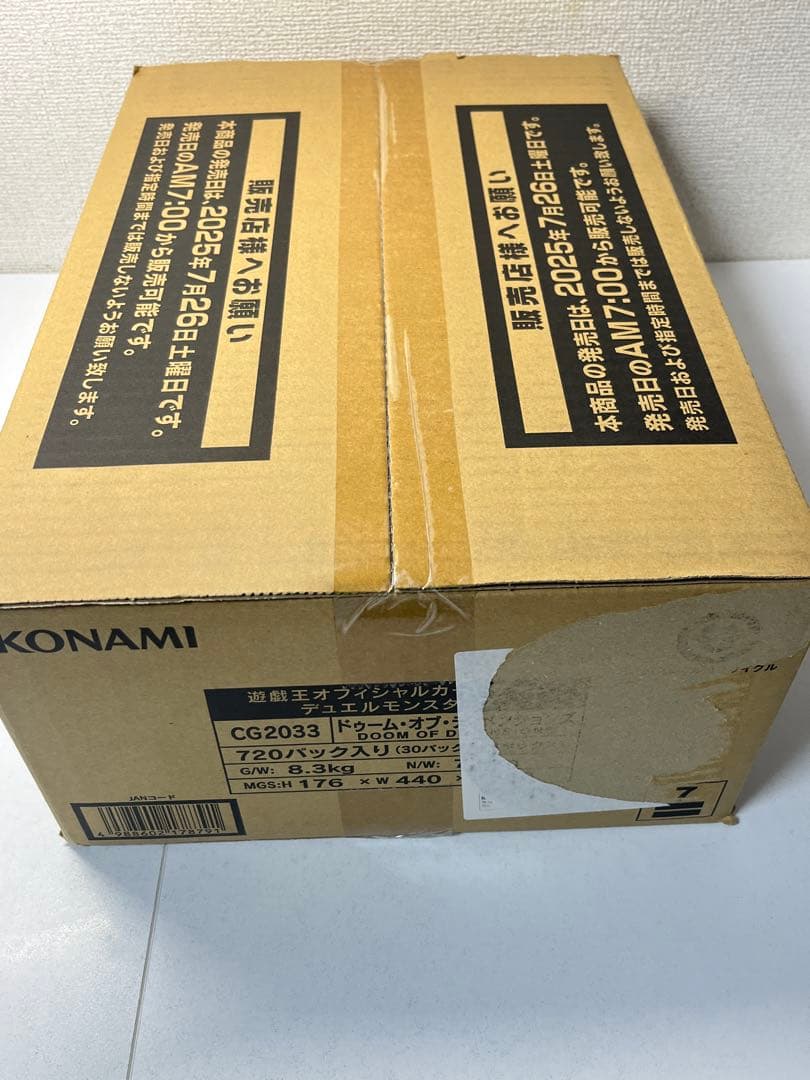 販売店様へお願い
本商品の発売日は、2025年7月26日土曜日です。
発売日のAM7:00から販売可能です。
発売日および指定時間までは販売しないようお願い致します。
販売店様へお願い
本商品の発売日は、2025年7月26日土曜日です。
発売日のAM7:00から販売可能です。
発売日および指定時間までは販売しないようお願い致します。
KONAMI
イクル
遊戯王オフィシャルカ
デュエルモンスタ
CG2033 ドゥーム・オブ・デ
DOOM OF D
720パック入り (30パック
G/W: 8.3kg N/W:
MGS:H 176 × W 440 ×
7
JANコード
4 988602 178791